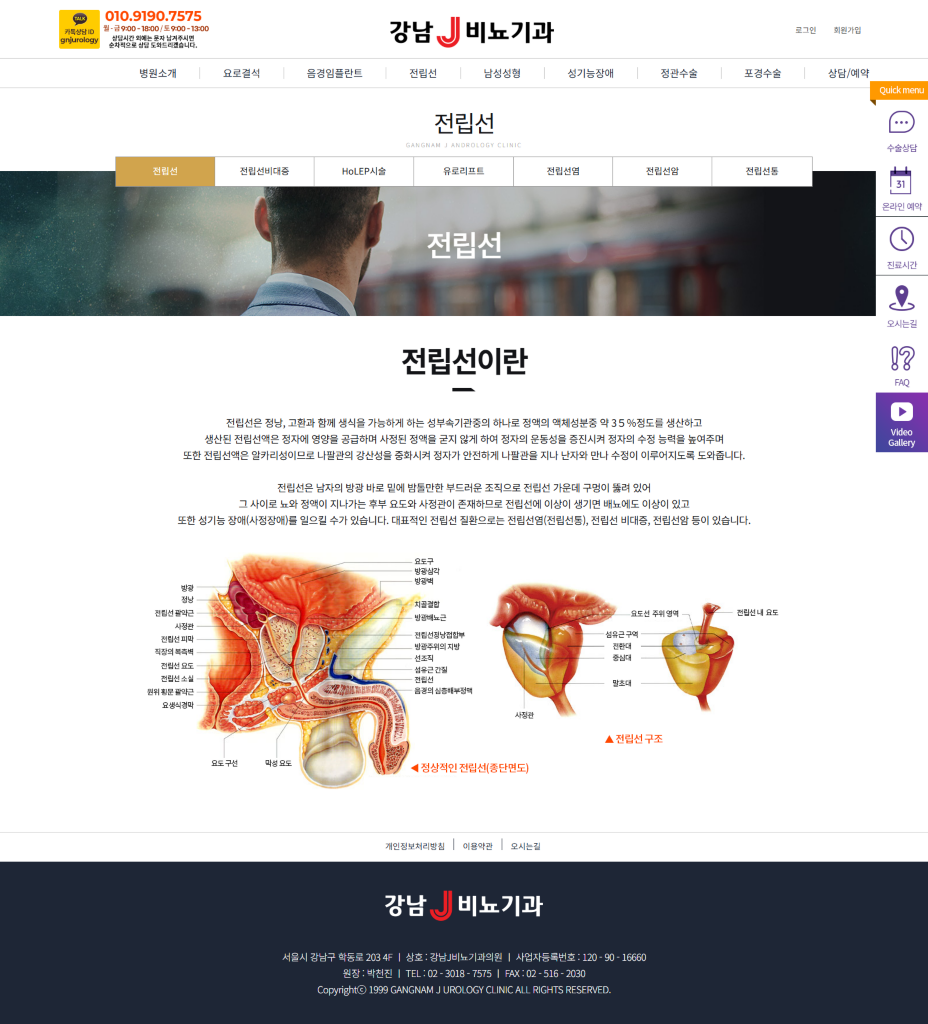 TALK
카톡상담 ID
gnjurology
010.9190.7575
월 - 금 9:00 - 18:00 / 토 9:00 - 13:00
상담시간 외에는 문자 남겨주시면
순차적으로 상담 도와드리겠습니다.
강남 J 비뇨기과
로그인 회원가입
병원소개 요로결석 음경임플란트 전립선 남성성형 성기능장애 정관수술 포경수술 상담/예약
Quick menu
수술상담
31
온라인 예약
진료시간
오시는길
FAQ
Video
Gallery
전립선
GANGNAM J ANDROLOGY CLINIC
전립선 전립선비대증 HoLEP시술 유로리프트 전립선염 전립선암 전립선통
전립선
전립선이란
전립선은 정낭, 고환과 함께 생식을 가능하게 하는 성부속기관중의 하나로 정액의 액체성분중 약 3 5 %정도를 생산하고
생산된 전립선액은 정자에 영양을 공급하며 사정된 정액을 굳지 않게 하여 정자의 운동성을 증진시켜 정자의 수정 능력을 높여주며
또한 전립선액은 알카리성이므로 나팔관의 강산성을 중화시켜 정자가 안전하게 나팔관을 지나 난자와 만나 수정이 이루어지도록 도와줍니다.
전립선은 남자의 방광 바로 밑에 밤톨만한 부드러운 조직으로 전립선 가운데 구멍이 뚫려 있어
그 사이로 뇨와 정액이 지나가는 후부 요도와 사정관이 존재하므로 전립선에 이상이 생기면 배뇨에도 이상이 있고
또한 성기능 장애(사정장애)를 일으킬 수가 있습니다. 대표적인 전립선 질환으로는 전립선염(전립선통), 전립선 비대증, 전립선암 등이 있습니다.
방광
정낭
전립선 괄약근
사정관
전립선 피막
직장의 복측벽
전립선 요도
전립선 소실
원위 횡문 괄약근
요생식경막
요도 구선
막성 요도
요도구
방광삼각
방광벽
치골결합
방광배뇨근
전립선정낭접합부
방광주위의 지방
선조직
섬유근 간질
전립선
음경의 심층배부정맥
◀ 정상적인 전립선(종단면도)
요도선 주위 영역
섬유근 구역
전환대
중심대
말초대
사정관
전립선 내 요도
▲ 전립선 구조
개인정보처리방침 이용약관 오시는길
강남 J 비뇨기과
서울시 강남구 학동로 203 4F ㅣ 상호 : 강남J비뇨기과의원 ㅣ 사업자등록번호 : 120 - 90 - 16660
원장 : 박천진 ㅣ TEL : 02 - 3018 - 7575 ㅣ FAX : 02 - 516 - 2030
Copyrightⓒ 1999 GANGNAM J UROLOGY CLINIC ALL RIGHTS RESERVED.